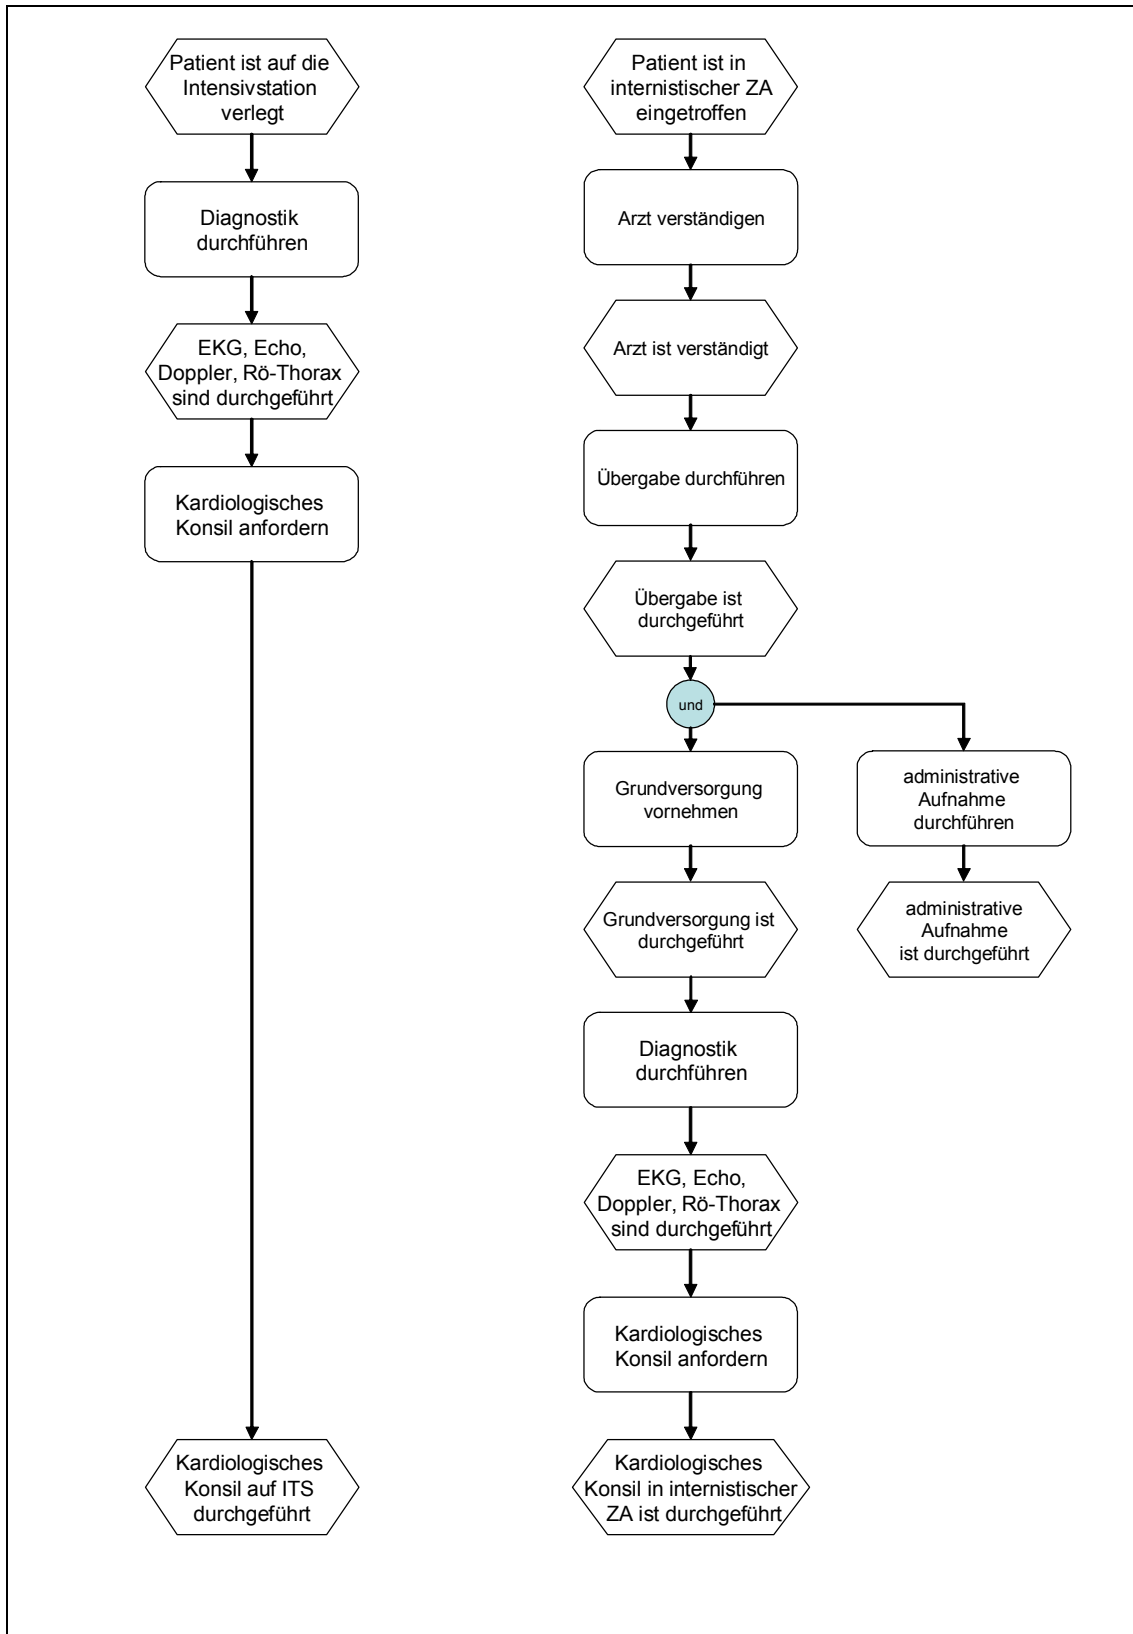 Patient ist auf die
Intensivstation
verlegt
Diagnostik
durchführen
EKG, Echo,
Doppler, Rö-Thorax
sind durchgeführt
Kardiologisches
Konsil anfordern
Kardiologisches
Konsil auf ITS
durchgeführt
Patient ist in
internistischer ZA
eingetroffen
Arzt verständigen
Arzt ist verständigt
Übergabe durchführen
Übergabe ist
durchgeführt
und
Grundversorgung
vornehmen
Grundversorgung ist
durchgeführt
Diagnostik
durchführen
EKG, Echo,
Doppler, Rö-Thorax
sind durchgeführt
Kardiologisches
Konsil anfordern
Kardiologisches
Konsil in internistischer
ZA ist durchgeführt
administrative
Aufnahme
durchführen
administrative
Aufnahme
ist durchgeführt